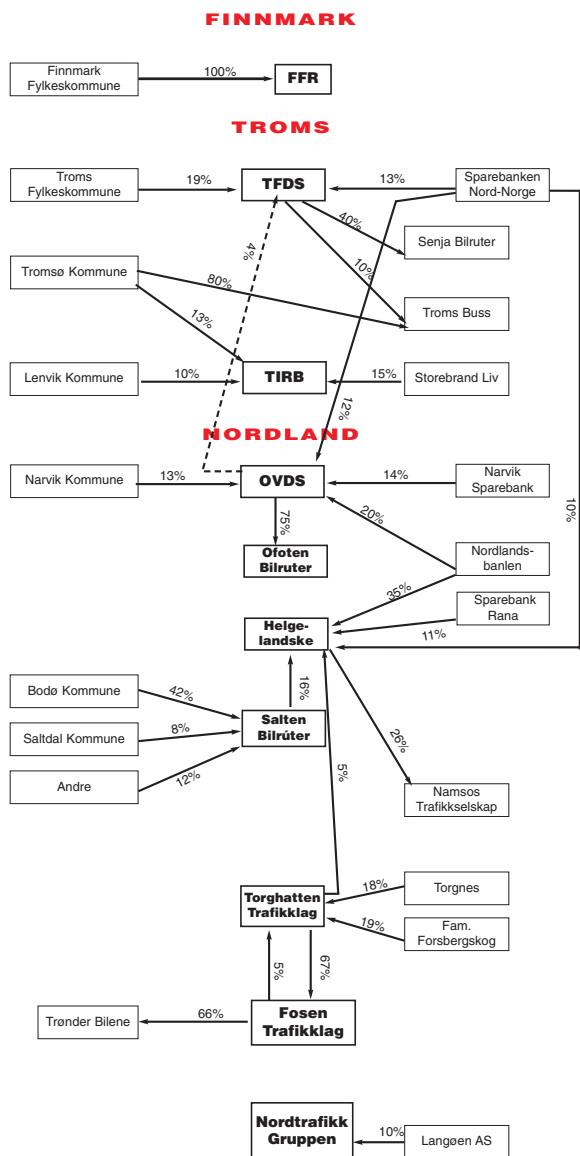 FINNMARK
Finnmark
Fylkeskommune
100%
FFR
TROMS
Troms
Fylkeskommune
19%
TFDS
13%
Sparebanken
Nord-Norge
40%
Senja Bilruter
4%
10%
Tromsø Kommune
80%
13%
Troms Buss
Lenvik Kommune
10%
TIRB
15%
Storebrand Liv
12%
NORDLAND
Narvik Kommune
13%
OVDS
14%
Narvik
Sparebank
10%
75%
20%
Ofoten
Bilruter
Nordlands-
banlen
35%
Sparebank
Rana
Helge-
landske
11%
16%
Bodø Kommune
42%
Salten
Bilrúter
Saltdal Kommune
8%
26%
5%
Andre
12%
Namsos
Trafikkselskap
Torghatten
Trafikklag
18%
Torgnes
19%
Fam.
Forsbergskog
5%
67%
Trønder Bilene
66%
Fosen
Trafikklag
Nordtrafikk
Gruppen
10%
Langøen AS